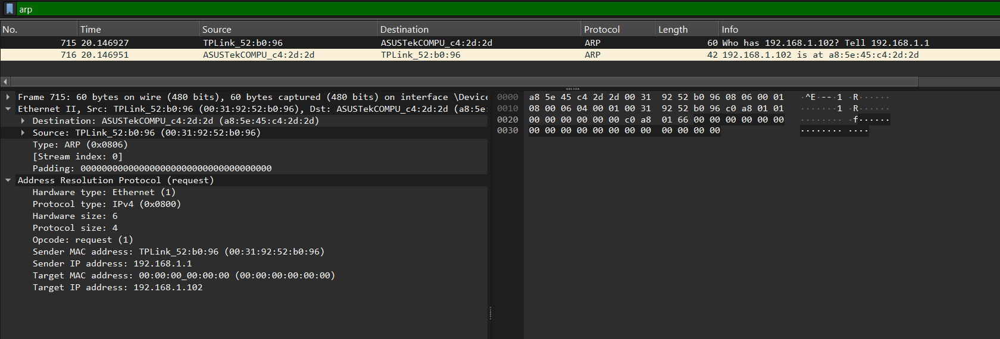 arp
No. Time Source Destination Protocol Length Info
715 20.146927 TPLink_52:b0:96 ASUSTekCOMPU_c4:2d:2d ARP 60 Who has 192.168.1.102? Tell 192.168.1.1
716 20.146951 ASUSTekCOMPU_c4:2d:2d TPLink_52:b0:96 ARP 42 192.168.1.102 is at a8:5e:45:c4:2d:2d
Frame 715: 60 bytes on wire (480 bits), 60 bytes captured (480 bits) on interface \Device
Ethernet II, Src: TPLink_52:b0:96 (00:31:92:52:b0:96), Dst: ASUSTekCOMPU_c4:2d:2d (a8:5e:
Destination: ASUSTekCOMPU_c4:2d:2d (a8:5e:45:c4:2d:2d)
Source: TPLink_52:b0:96 (00:31:92:52:b0:96)
Type: ARP (0x0806)
[Stream index: 0]
Padding: 000000000000000000000000000000000000
Address Resolution Protocol (request)
Hardware type: Ethernet (1)
Protocol type: IPv4 (0x0800)
Hardware size: 6
Protocol size: 4
Opcode: request (1)
Sender MAC address: TPLink_52:b0:96 (00:31:92:52:b0:96)
Sender IP address: 192.168.1.1
Target MAC address: 00:00:00_00:00:00 (00:00:00:00:00:00)
Target IP address: 192.168.1.102
0000 a8 5e 45 c4 2d 2d 00 31 92 52 b0 96 08 06 00 01 ·^E·--·1 ·R······
0010 08 00 06 04 00 01 00 31 92 52 b0 96 c0 a8 01 01 ·······1 ·R······
0020 00 00 00 00 00 00 c0 a8 01 66 00 00 00 00 00 00 ········ ·f······
0030 00 00 00 00 00 00 00 00 00 00 00 00 ········ ····